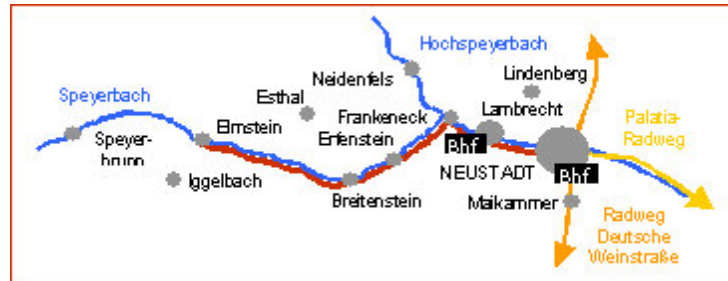 Hochspeyerbach
Neidenfels
Lindenberg
Speyerbach
Esthal
Frankeneck
Lambrecht
Palatia-
Radweg
Elmstein
Erfenstein
Speyer-
brunn
Bhf
Iggelbach
NEUSTADT
Bhf
Breitenstein
Maikammer
Radweg
Deutsche
Weinstraße